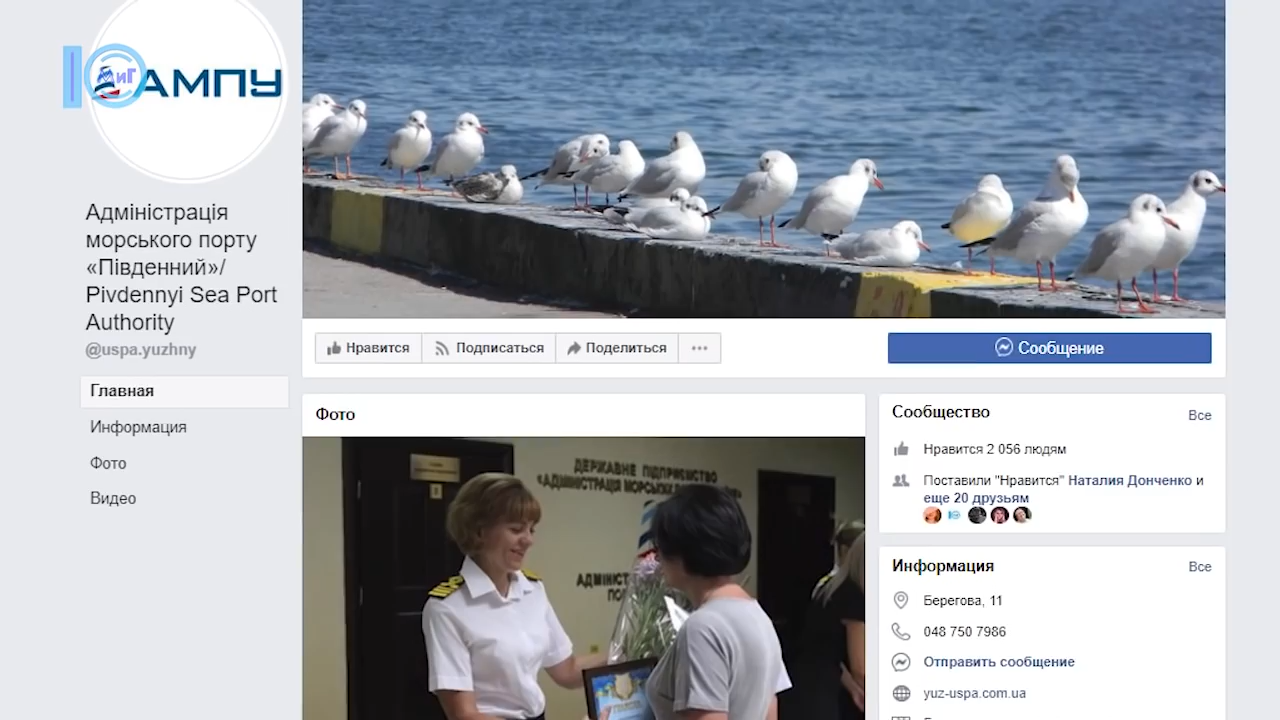 МиГ
АМПУ
Адміністрація
морського порту
«Південний»/
Pivdennyi Sea Port
Authority
@uspa.yuzhny
Главная
Информация
Фото
Видео
Нравится
Подписаться
Поделиться
Сообщение
Фото
ДЕРЖАВНЕ ПІДПРИЄМСТВО
«АДМІНІСТРАЦІЯ МОРСЬКИХ
Сообщество
Все
Нравится 2 056 людям
Поставили "Нравится" Наталия Донченко и
еще 20 друзьям
Информация
Все
Берегова, 11
048 750 7986
Отправить сообщение
yuz-uspa.com.ua